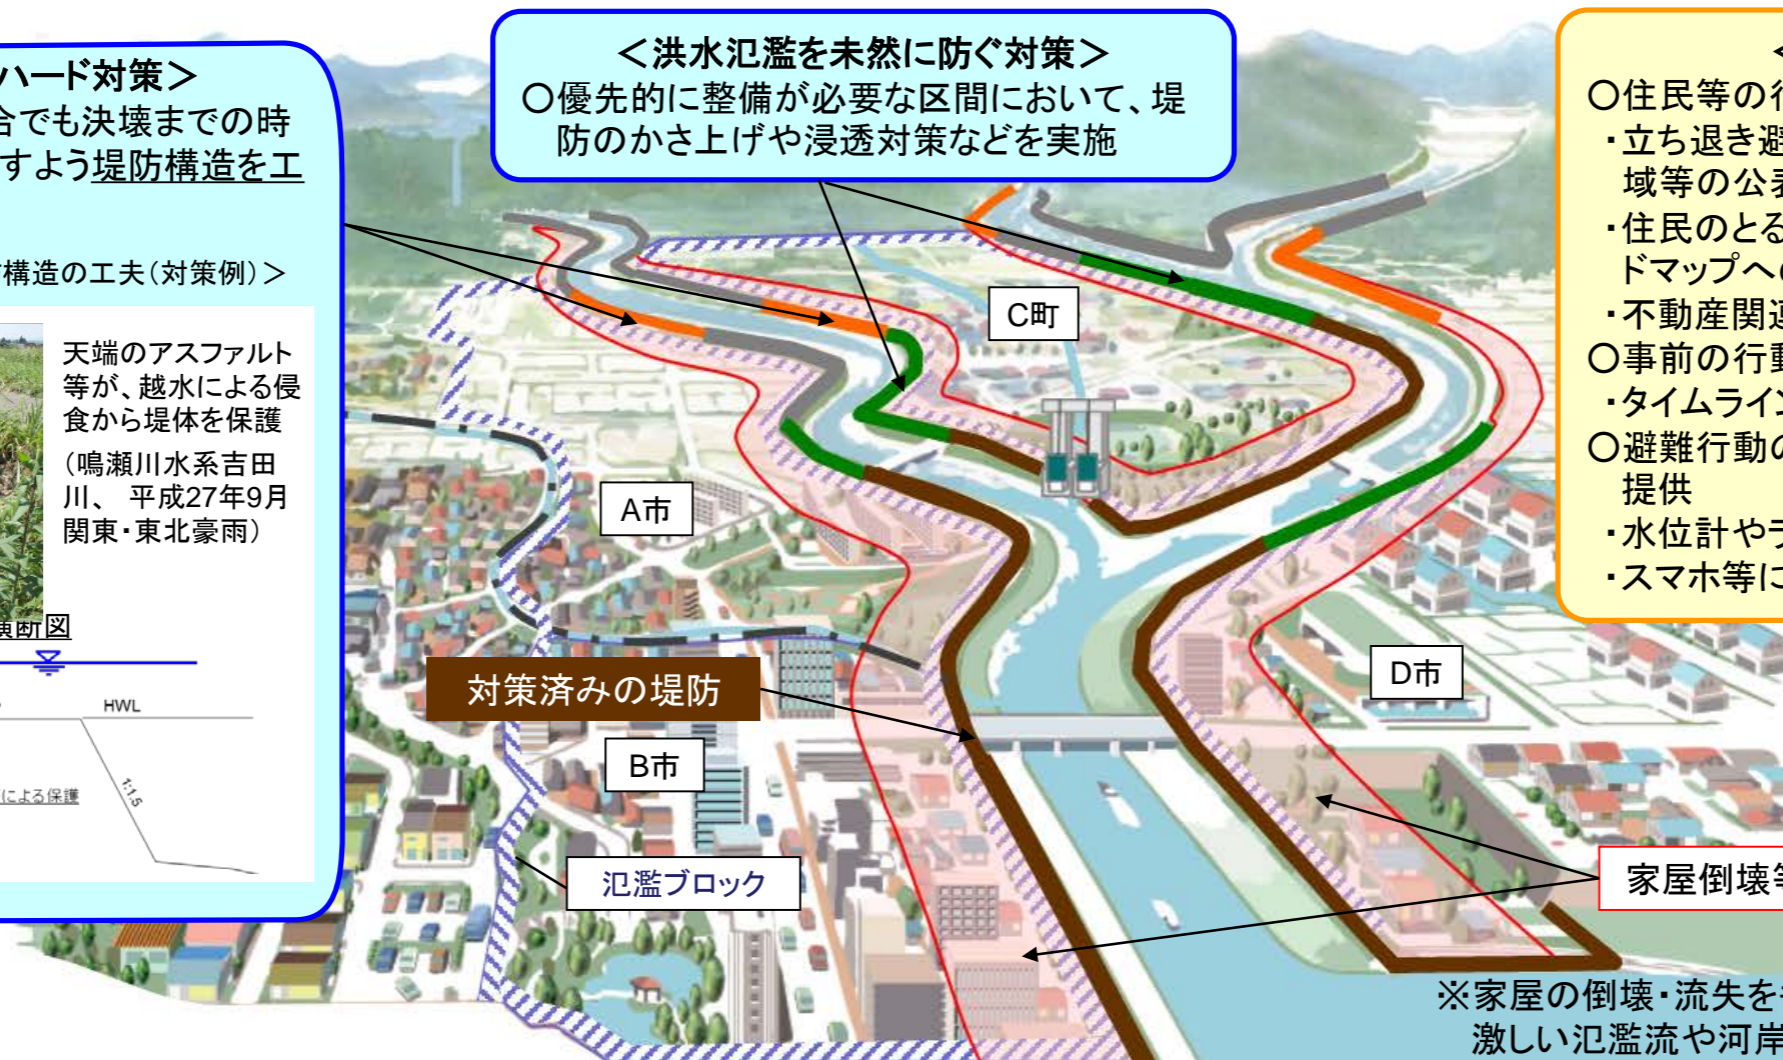 ハード対策＞
合でも決壊までの時
すよう堤防構造を工
構造の工夫（対策例）＞
天端のアスファルト
等が、越水による侵
食から堤体を保護
（鳴瀬川水系吉田
川、 平成27年9月
関東・東北豪雨）
断図
HWL
1:1.5
による保護
＜洪水氾濫を未然に防ぐ対策＞
○優先的に整備が必要な区間において、堤
防のかさ上げや浸透対策などを実施
C町
A市
対策済みの堤防
B市
氾濫ブロック
D市
＜
○住民等の行
・立ち退き避
域等の公表
・住民のとる
ドマップへの
・不動産関連
○事前の行動
・タイムライン
○避難行動の
提供
・水位計やラ
・スマホ等に
家屋倒壊等
※家屋の倒壊・流失を
激しい氾濫流や河岸